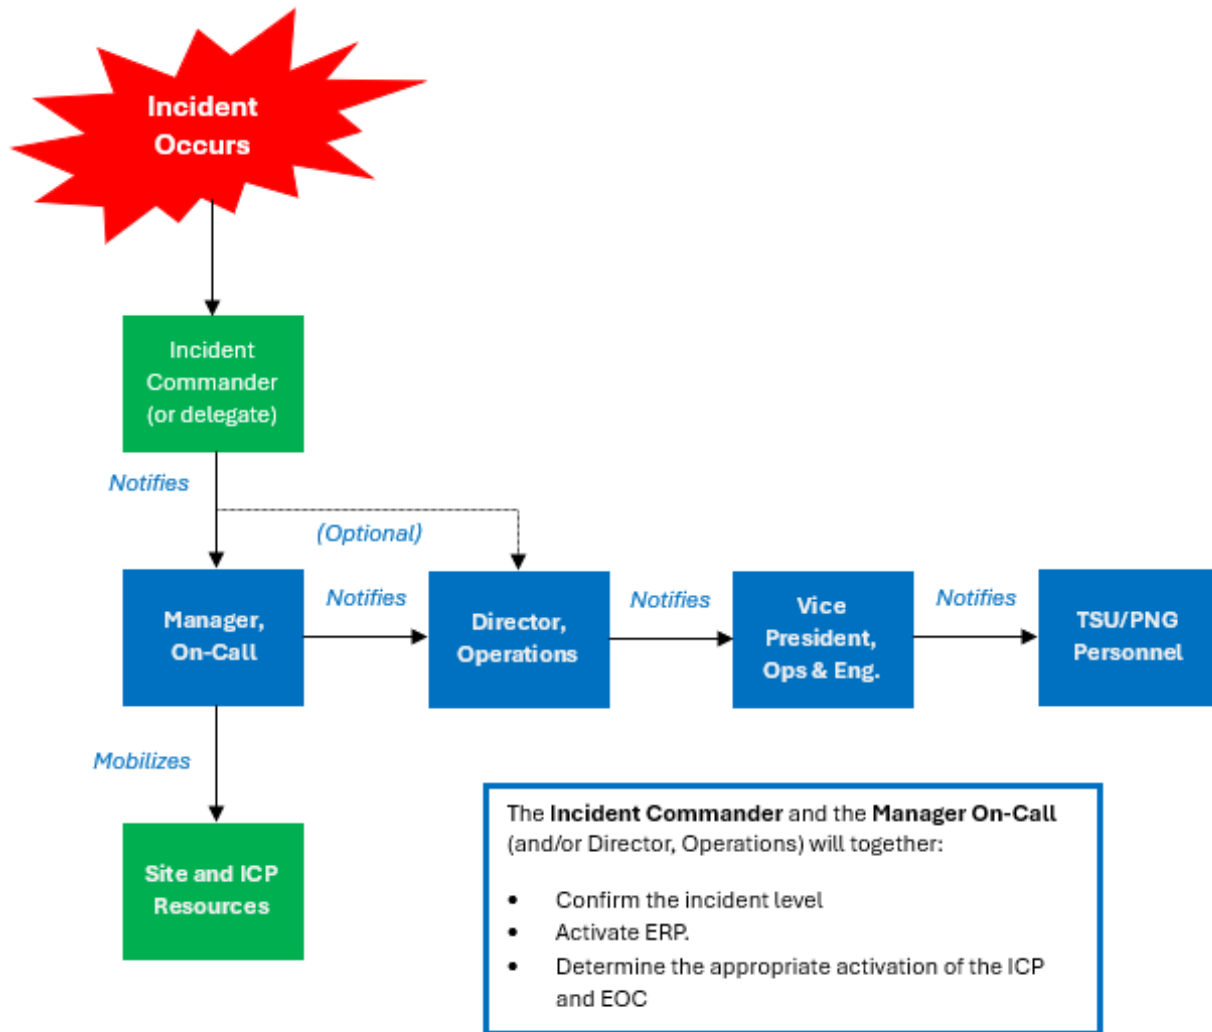 Incident
Occurs
Incident
Commander
(or delegate)
Notifies
(Optional)
Manager,
On-Call
Notifies
Director,
Operations
Notifies
Vice
President,
Ops & Eng.
Notifies
TSU/PNG
Personnel
Mobilizes
Site and ICP
Resources
The Incident Commander and the Manager On-Call
(and/or Director, Operations) will together:
• Confirm the incident level
• Activate ERP.
• Determine the appropriate activation of the ICP
and EOC